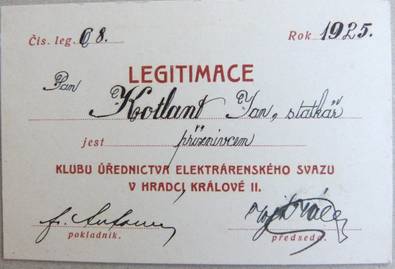 Čís. leg. 68. Rok 1925.
LEGITIMACE
Pan Kotlant Jan, statkář
jest příznivcem
KLUBU ÚŘEDNICTVA ELEKTRÁRENSKÉHO SVAZU
V HRADCI KRÁLOVÉ II.
pokladník. předseda.